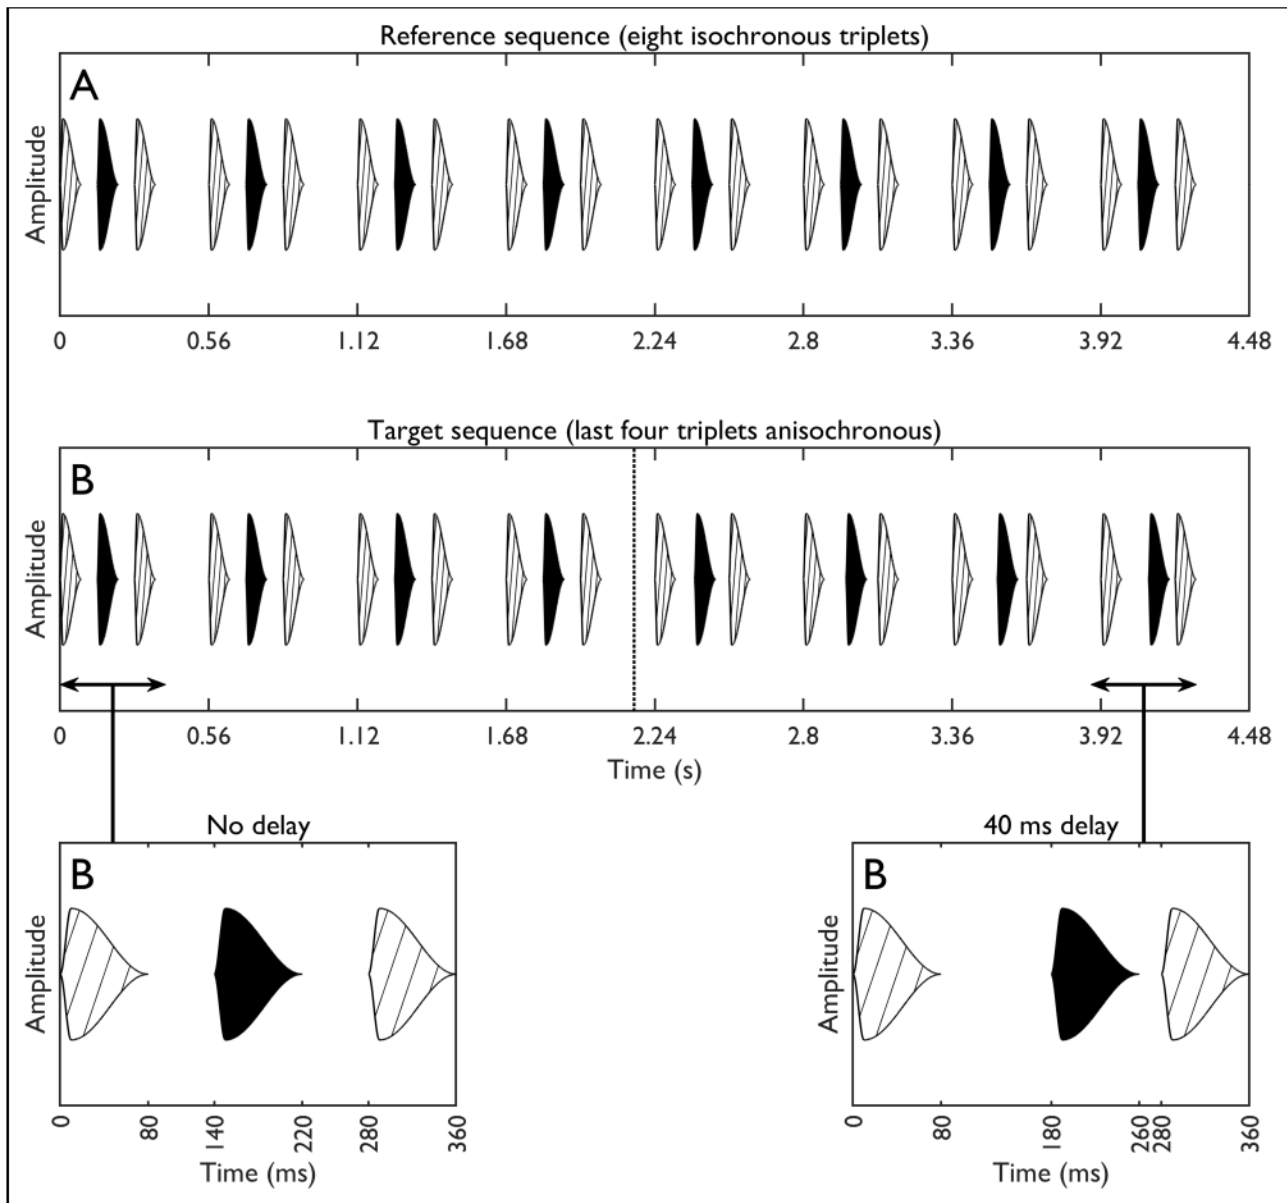 Reference sequence (eight isochronous triplets)
A
Amplitude
0 0.56 1.12 1.68 2.24 2.8 3.36 3.92 4.48
Target sequence (last four triplets anisochronous)
B
Amplitude
0 0.56 1.12 1.68 2.24 2.8 3.36 3.92 4.48
Time (s)
No delay
B
Amplitude
0 80 140 220 280 360
Time (ms)
40 ms delay
B
Amplitude
0 80 180 260 280 360
Time (ms)